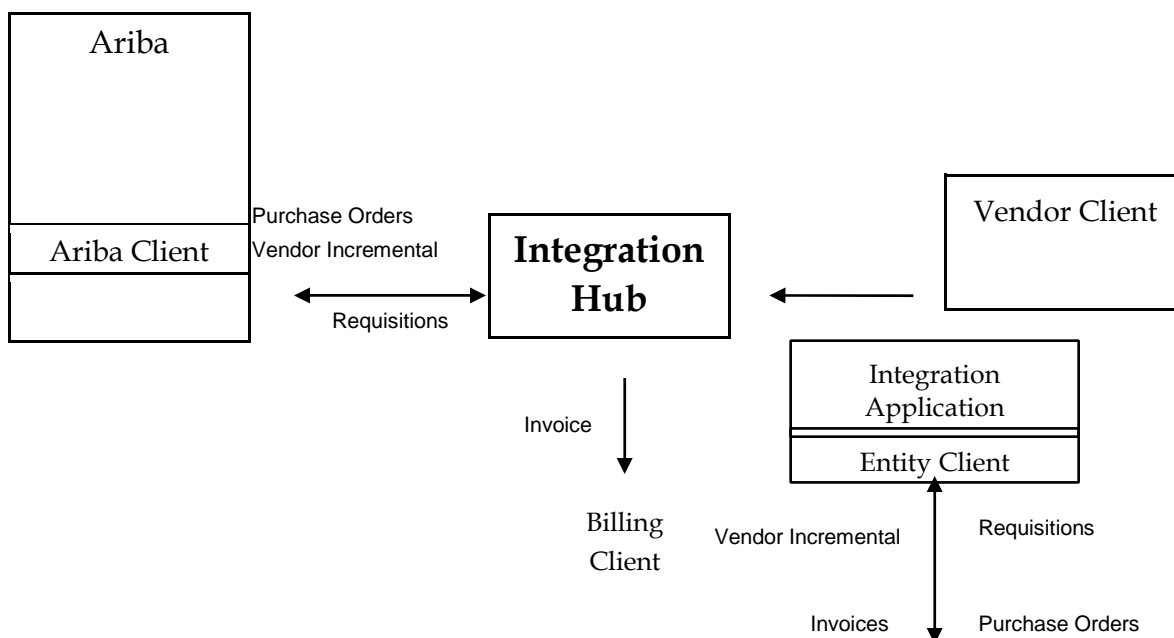 Ariba
Purchase Orders
Ariba Client
Vendor Incremental
Requisitions
Integration
Hub
Vendor Client
Integration
Application
Entity Client
Invoice
Billing
Client
Vendor Incremental
Requisitions
Invoices
Purchase Orders